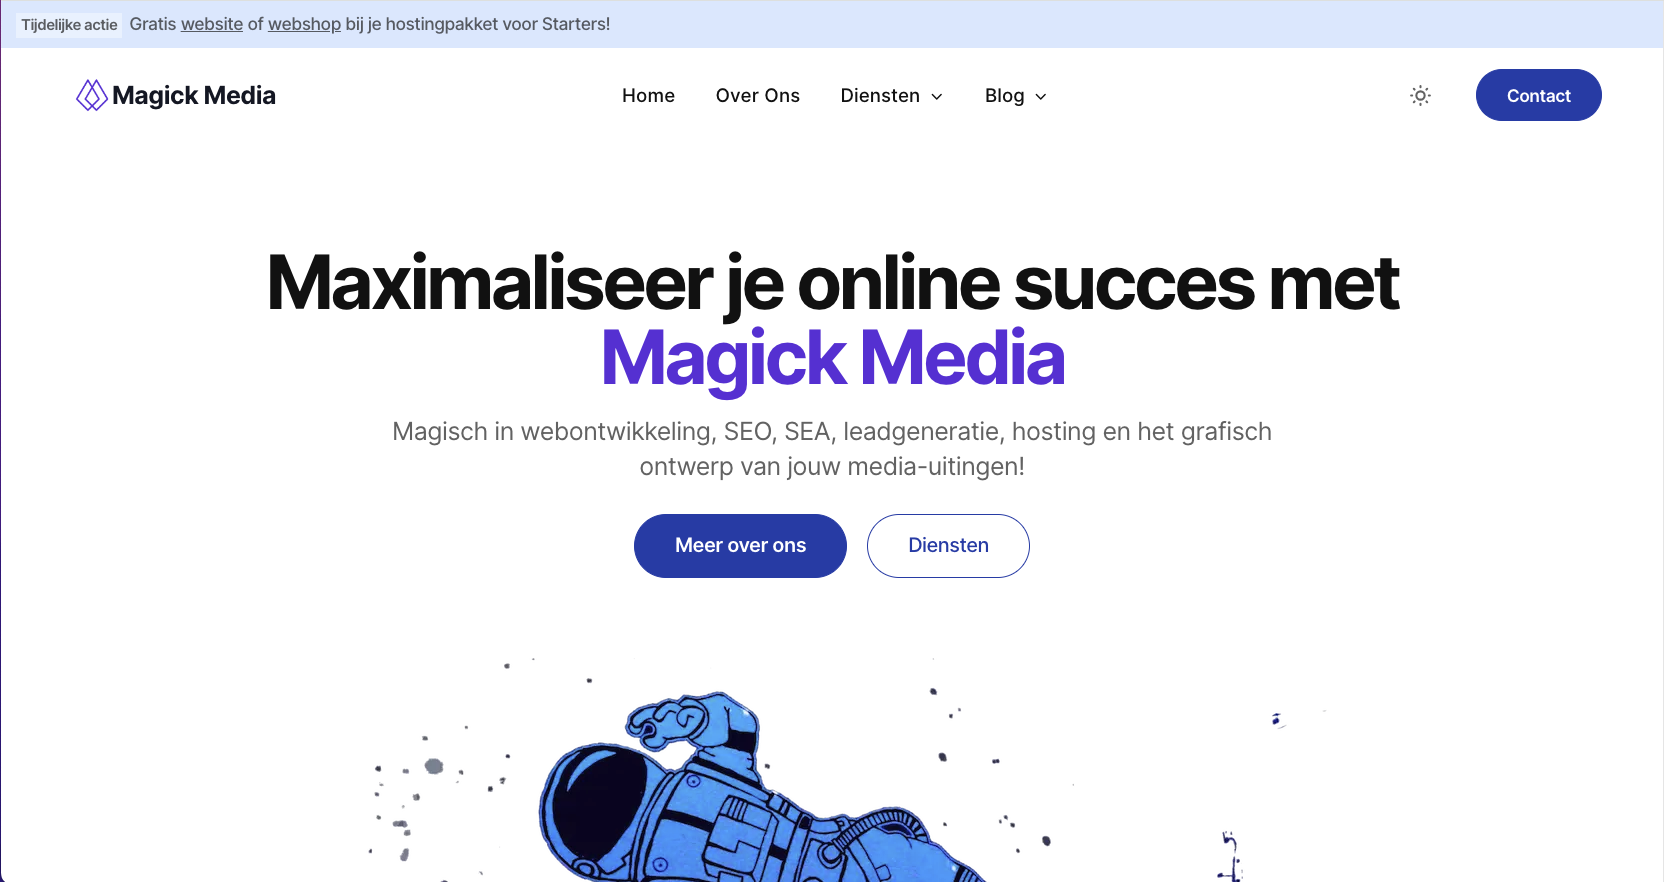 Tijdelijke actie Gratis website of webshop bij je hostingpakket voor Starters!
Magick Media
Home
Over Ons
Diensten
Blog
Contact
Maximaliseer je online succes met
Magick Media
Magisch in webontwikkeling, SEO, SEA, leadgeneratie, hosting en het grafisch
ontwerp van jouw media-uitingen!
Meer over ons
Diensten